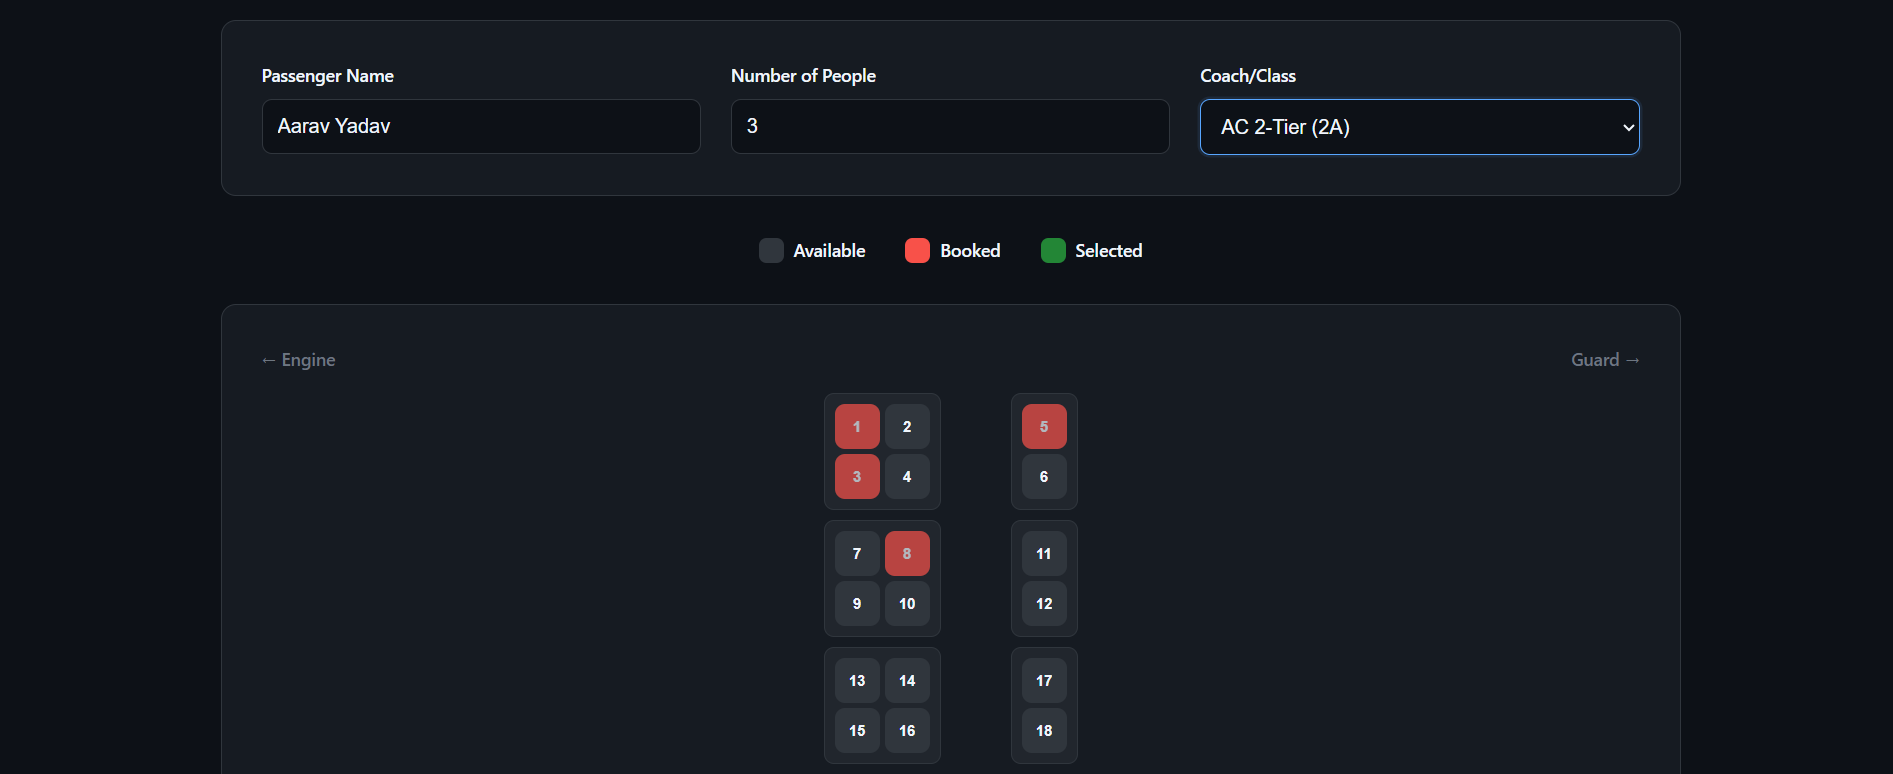 Passenger Name
Number of People
Coach/Class
Aarav Yadav
3
AC 2-Tier (2A)
Available
Booked
Selected
← Engine
Guard →
1 2 5
3 4 6
7 8 11
9 10 12
13 14 17
15 16 18